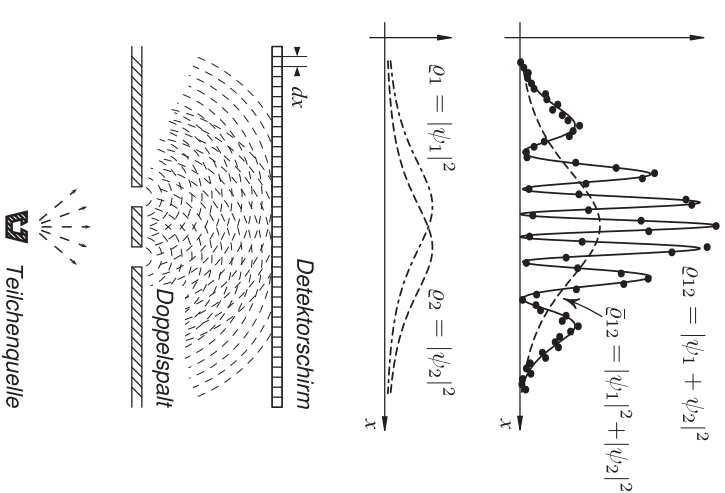 ϱ₁₂ = |ψ₁ + ψ₂|²
ϱ̄₁₂ = |ψ₁|²+|ψ₂|²
x
ϱ₁ = |ψ₁|²
ϱ₂ = |ψ₂|²
x
dx
Detektorschirm
Doppelspalt
Teilchenquelle